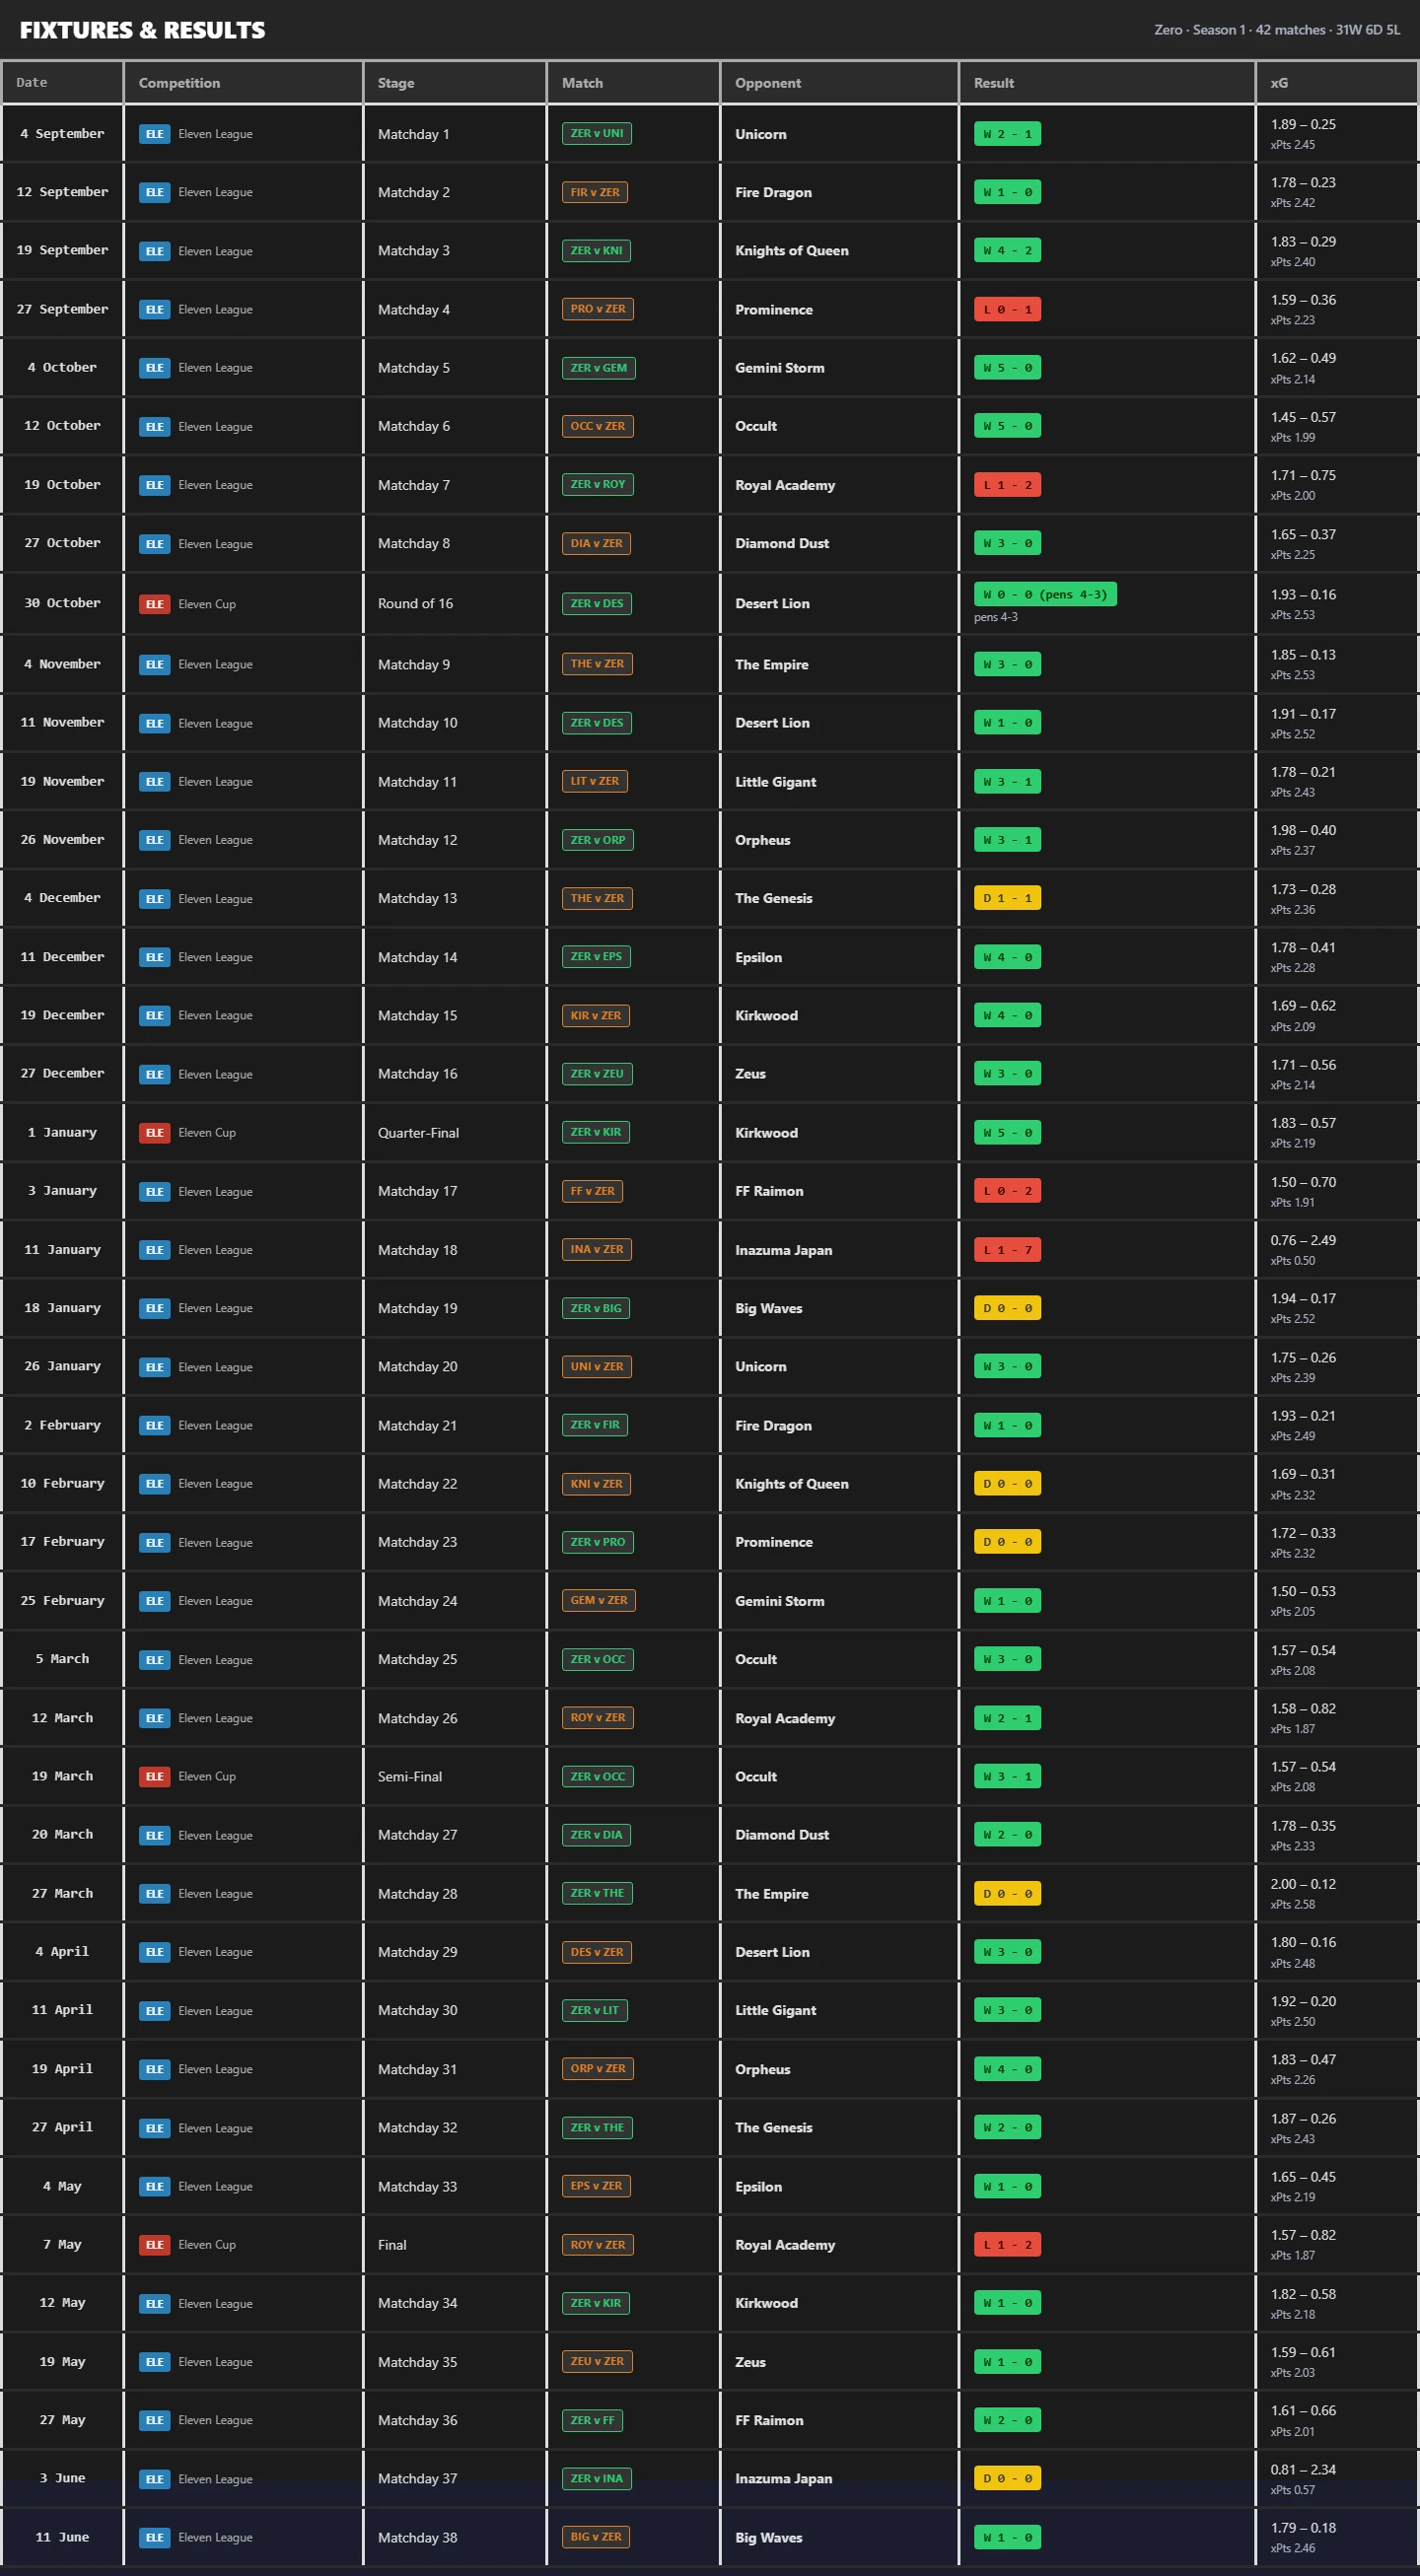 FIXTURES & RESULTS
Zero · Season 1 · 42 matches · 31W 6D 5L
Date Competition Stage Match Opponent Result xG
4 September ELE Eleven League Matchday 1 ZER v UNI Unicorn W 2 - 1 1.89 – 0.25
xPts 2.45
12 September ELE Eleven League Matchday 2 FIR v ZER Fire Dragon W 1 - 0 1.78 – 0.23
xPts 2.42
19 September ELE Eleven League Matchday 3 ZER v KNI Knights of Queen W 4 - 2 1.83 – 0.29
xPts 2.40
27 September ELE Eleven League Matchday 4 PRO v ZER Prominence L 0 - 1 1.59 – 0.36
xPts 2.23
4 October ELE Eleven League Matchday 5 ZER v GEM Gemini Storm W 5 - 0 1.62 – 0.49
xPts 2.14
12 October ELE Eleven League Matchday 6 OCC v ZER Occult W 5 - 0 1.45 – 0.57
xPts 1.99
19 October ELE Eleven League Matchday 7 ZER v ROY Royal Academy L 1 - 2 1.71 – 0.75
xPts 2.00
27 October ELE Eleven League Matchday 8 DIA v ZER Diamond Dust W 3 - 0 1.65 – 0.37
xPts 2.25
30 October ELE Eleven Cup Round of 16 ZER v DES Desert Lion W 0 - 0 (pens 4-3) 1.93 – 0.16
pens 4-3 xPts 2.53
4 November ELE Eleven League Matchday 9 THE v ZER The Empire W 3 - 0 1.85 – 0.13
xPts 2.53
11 November ELE Eleven League Matchday 10 ZER v DES Desert Lion W 1 - 0 1.91 – 0.17
xPts 2.52
19 November ELE Eleven League Matchday 11 LIT v ZER Little Gigant W 3 - 1 1.78 – 0.21
xPts 2.43
26 November ELE Eleven League Matchday 12 ZER v ORP Orpheus W 3 - 1 1.98 – 0.40
xPts 2.37
4 December ELE Eleven League Matchday 13 THE v ZER The Genesis D 1 - 1 1.73 – 0.28
xPts 2.36
11 December ELE Eleven League Matchday 14 ZER v EPS Epsilon W 4 - 0 1.78 – 0.41
xPts 2.28
19 December ELE Eleven League Matchday 15 KIR v ZER Kirkwood W 4 - 0 1.69 – 0.62
xPts 2.09
27 December ELE Eleven League Matchday 16 ZER v ZEU Zeus W 3 - 0 1.71 – 0.56
xPts 2.14
1 January ELE Eleven Cup Quarter-Final ZER v KIR Kirkwood W 5 - 0 1.83 – 0.57
xPts 2.19
3 January ELE Eleven League Matchday 17 FF v ZER FF Raimon L 0 - 2 1.50 – 0.70
xPts 1.91
11 January ELE Eleven League Matchday 18 INA v ZER Inazuma Japan L 1 - 7 0.76 – 2.49
xPts 0.50
18 January ELE Eleven League Matchday 19 ZER v BIG Big Waves D 0 - 0 1.94 – 0.17
xPts 2.52
26 January ELE Eleven League Matchday 20 UNI v ZER Unicorn W 3 - 0 1.75 – 0.26
xPts 2.39
2 February ELE Eleven League Matchday 21 ZER v FIR Fire Dragon W 1 - 0 1.93 – 0.21
xPts 2.49
10 February ELE Eleven League Matchday 22 KNI v ZER Knights of Queen D 0 - 0 1.69 – 0.31
xPts 2.32
17 February ELE Eleven League Matchday 23 ZER v PRO Prominence D 0 - 0 1.72 – 0.33
xPts 2.32
25 February ELE Eleven League Matchday 24 GEM v ZER Gemini Storm W 1 - 0 1.50 – 0.53
xPts 2.05
5 March ELE Eleven League Matchday 25 ZER v OCC Occult W 3 - 0 1.57 – 0.54
xPts 2.08
12 March ELE Eleven League Matchday 26 ROY v ZER Royal Academy W 2 - 1 1.58 – 0.82
xPts 1.87
19 March ELE Eleven Cup Semi-Final ZER v OCC Occult W 3 - 1 1.57 – 0.54
xPts 2.08
20 March ELE Eleven League Matchday 27 ZER v DIA Diamond Dust W 2 - 0 1.78 – 0.35
xPts 2.33
27 March ELE Eleven League Matchday 28 ZER v THE The Empire D 0 - 0 2.00 – 0.12
xPts 2.58
4 April ELE Eleven League Matchday 29 DES v ZER Desert Lion W 3 - 0 1.80 – 0.16
xPts 2.48
11 April ELE Eleven League Matchday 30 ZER v LIT Little Gigant W 3 - 0 1.92 – 0.20
xPts 2.50
19 April ELE Eleven League Matchday 31 ORP v ZER Orpheus W 4 - 0 1.83 – 0.47
xPts 2.26
27 April ELE Eleven League Matchday 32 ZER v THE The Genesis W 2 - 0 1.87 – 0.26
xPts 2.43
4 May ELE Eleven League Matchday 33 EPS v ZER Epsilon W 1 - 0 1.65 – 0.45
xPts 2.19
7 May ELE Eleven Cup Final ROY v ZER Royal Academy L 1 - 2 1.57 – 0.82
xPts 1.87
12 May ELE Eleven League Matchday 34 ZER v KIR Kirkwood W 1 - 0 1.82 – 0.58
xPts 2.18
19 May ELE Eleven League Matchday 35 ZEU v ZER Zeus W 1 - 0 1.59 – 0.61
xPts 2.03
27 May ELE Eleven League Matchday 36 ZER v FF FF Raimon W 2 - 0 1.61 – 0.66
xPts 2.01
3 June ELE Eleven League Matchday 37 ZER v INA Inazuma Japan D 0 - 0 0.81 – 2.34
xPts 0.57
11 June ELE Eleven League Matchday 38 BIG v ZER Big Waves W 1 - 0 1.79 – 0.18
xPts 2.46